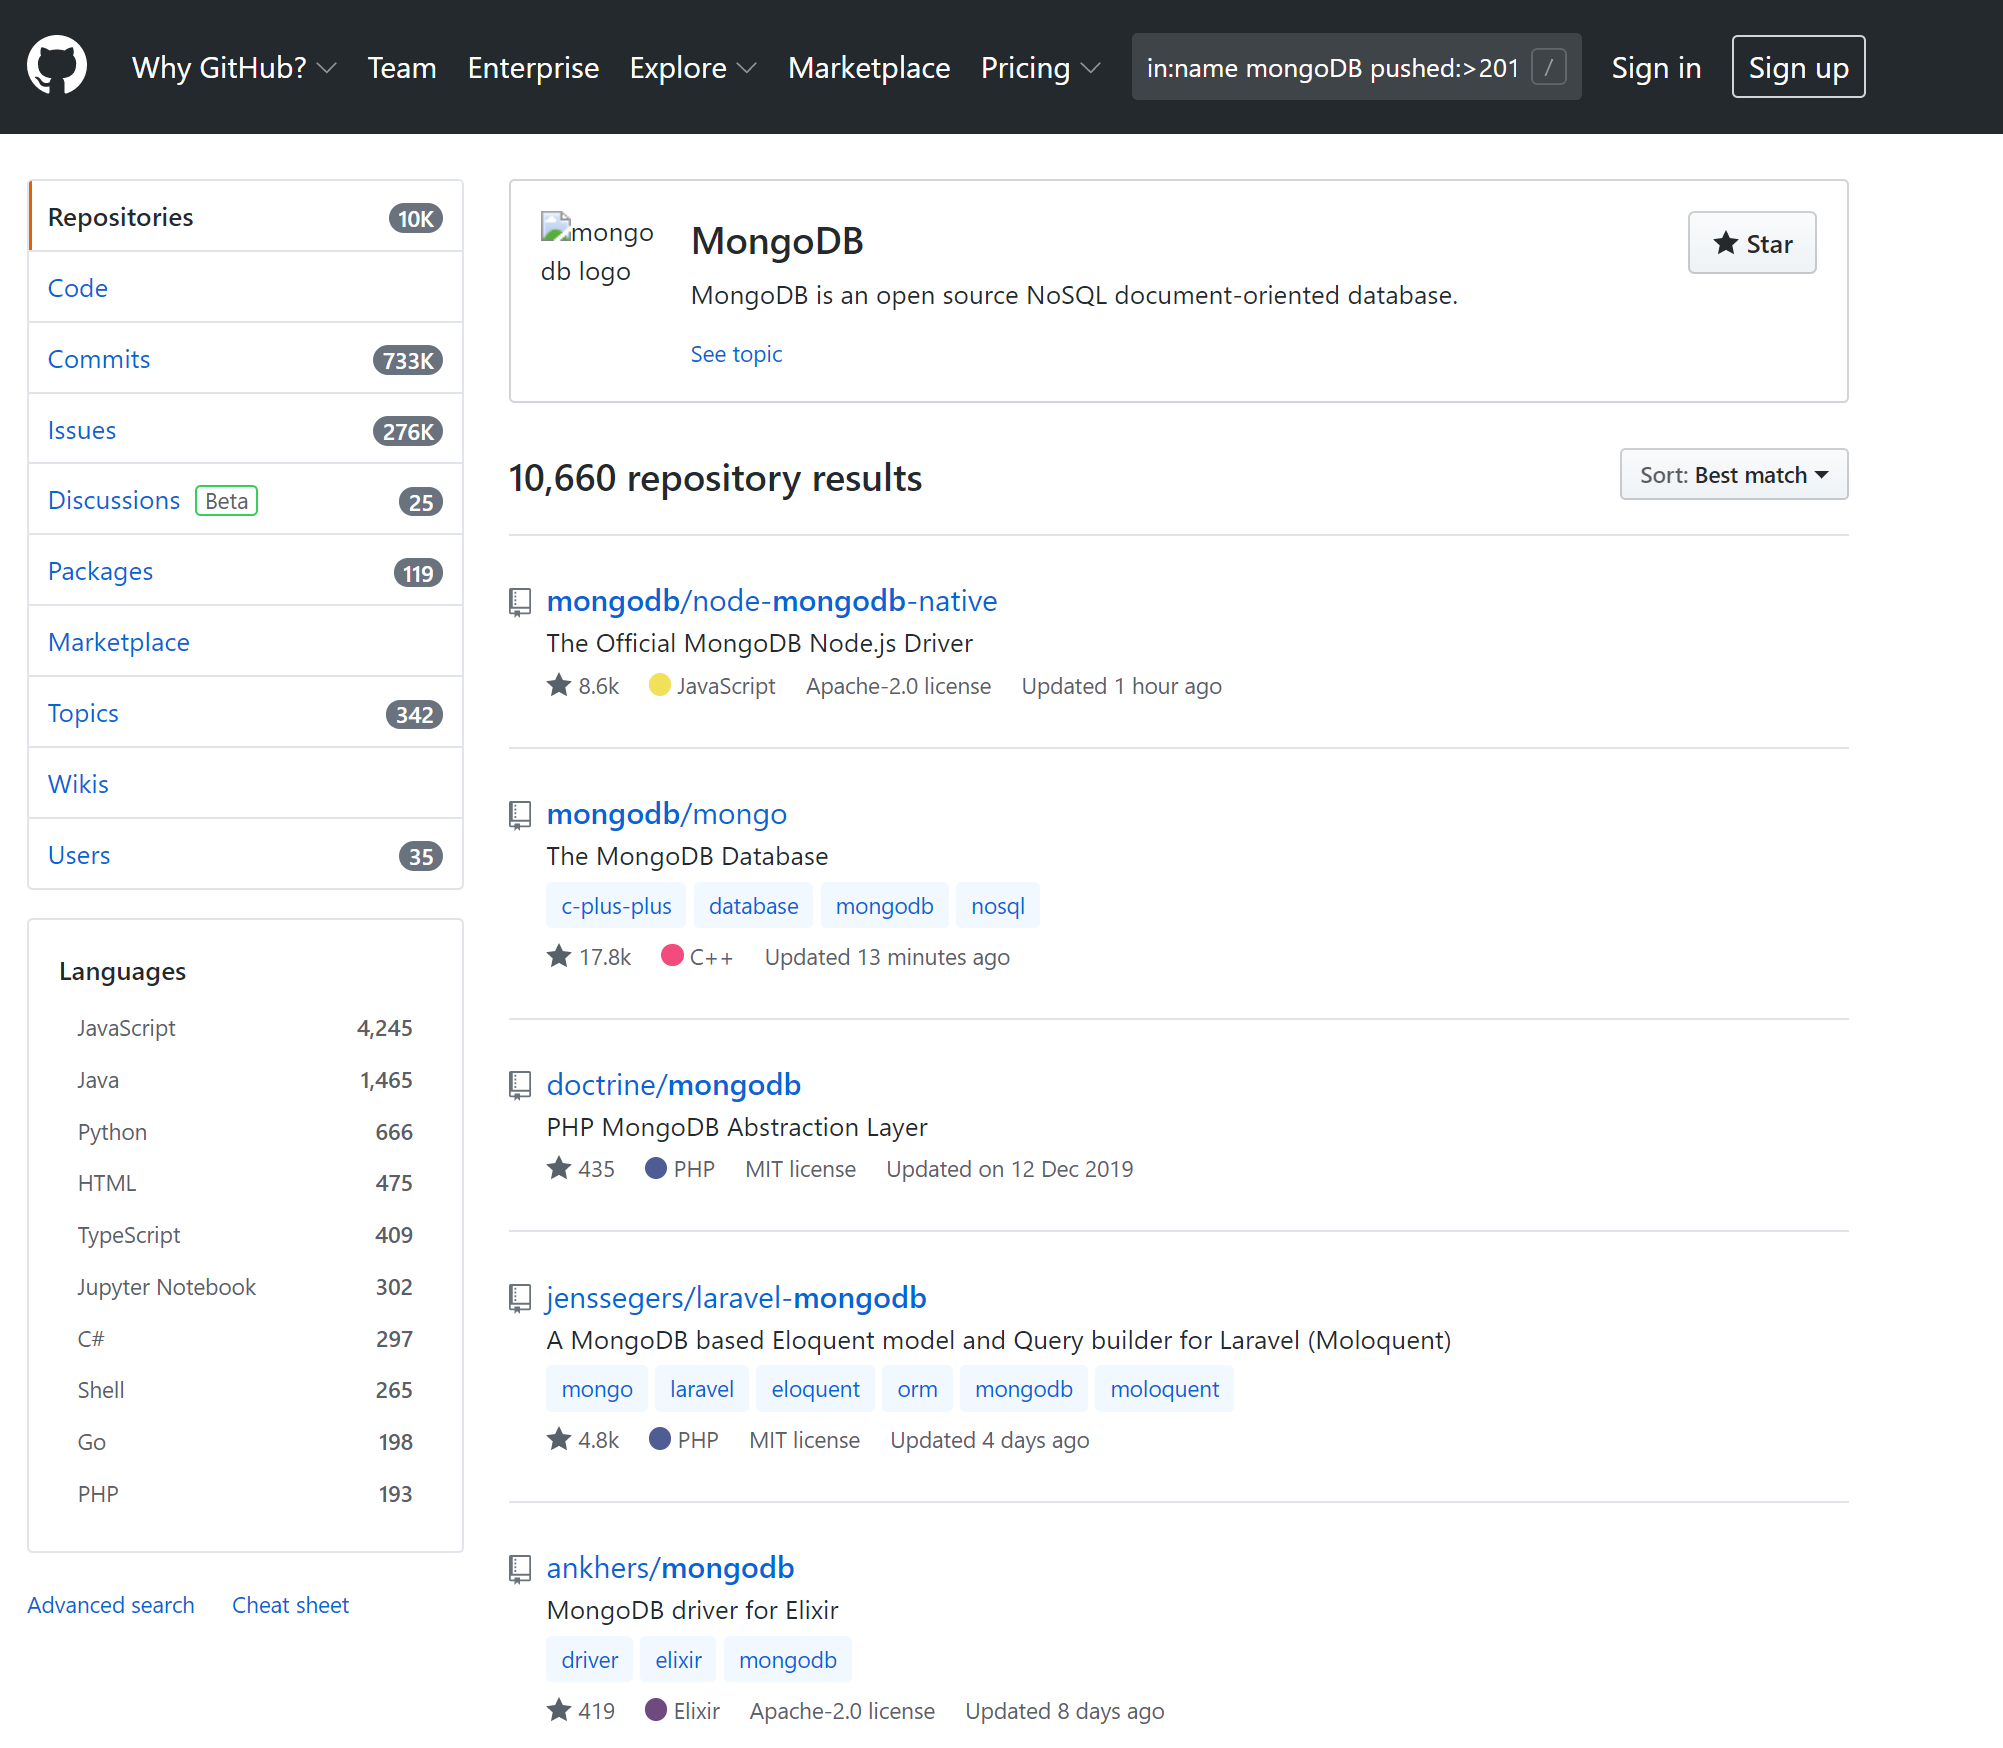 Why GitHub? Team Enterprise Explore Marketplace Pricing in:name mongoDB pushed:>201 / Sign in Sign up
Repositories 10K
Code
Commits 733K
Issues 276K
Discussions Beta 25
Packages 119
Marketplace
Topics 342
Wikis
Users 35
Languages
JavaScript 4,245
Java 1,465
Python 666
HTML 475
TypeScript 409
Jupyter Notebook 302
C# 297
Shell 265
Go 198
PHP 193
Advanced search Cheat sheet
mongo
db logo
MongoDB
Star
MongoDB is an open source NoSQL document-oriented database.
See topic
10,660 repository results
Sort: Best match
mongodb/node-mongodb-native
The Official MongoDB Node.js Driver
8.6k JavaScript Apache-2.0 license Updated 1 hour ago
mongodb/mongo
The MongoDB Database
c-plus-plus database mongodb nosql
17.8k C++ Updated 13 minutes ago
doctrine/mongodb
PHP MongoDB Abstraction Layer
435 PHP MIT license Updated on 12 Dec 2019
jenssegers/laravel-mongodb
A MongoDB based Eloquent model and Query builder for Laravel (Moloquent)
mongo laravel eloquent orm mongodb moloquent
4.8k PHP MIT license Updated 4 days ago
ankhers/mongodb
MongoDB driver for Elixir
driver elixir mongodb
419 Elixir Apache-2.0 license Updated 8 days ago